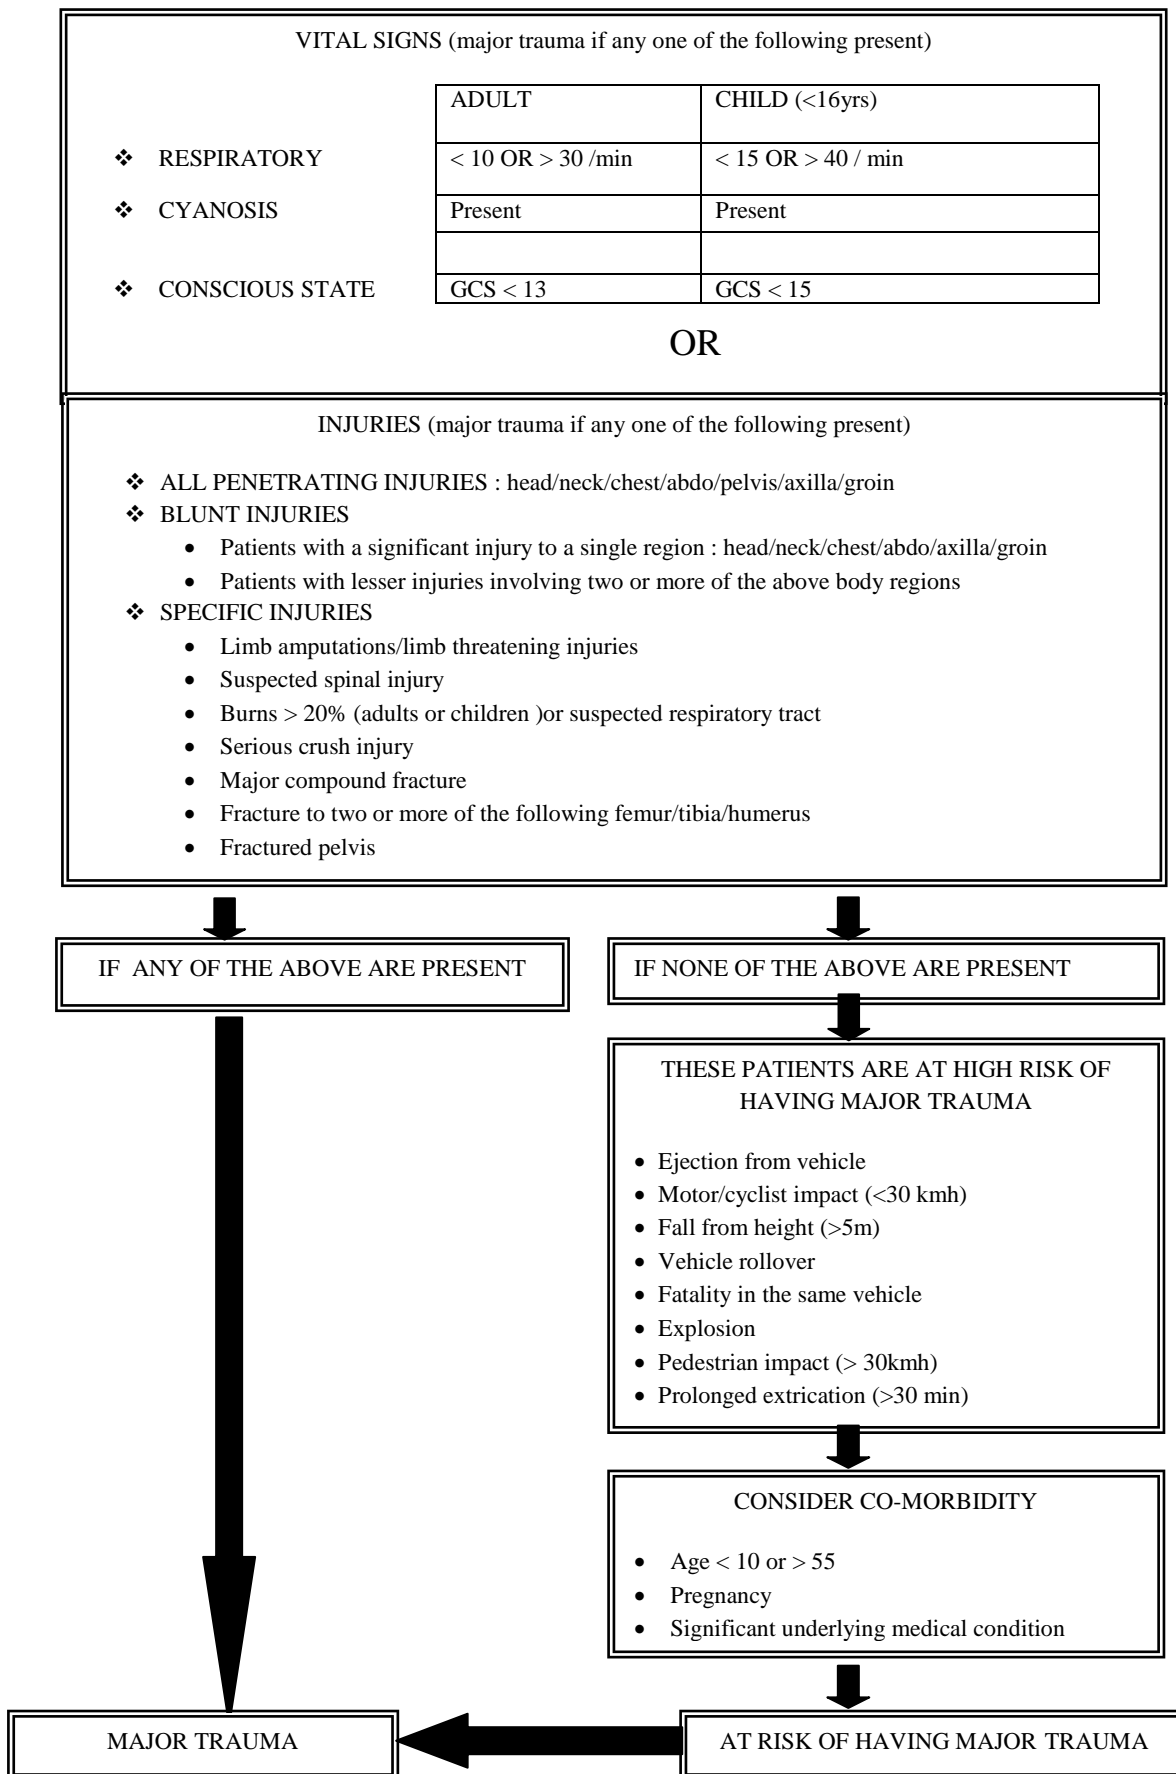 VITAL SIGNS (major trauma if any one of the following present)
ADULT CHILD (<16yrs)
❖ RESPIRATORY < 10 OR > 30 /min < 15 OR > 40 / min
❖ CYANOSIS Present Present
❖ CONSCIOUS STATE GCS < 13 GCS < 15
OR
INJURIES (major trauma if any one of the following present)
❖ ALL PENETRATING INJURIES : head/neck/chest/abdo/pelvis/axilla/groin
❖ BLUNT INJURIES
• Patients with a significant injury to a single region : head/neck/chest/abdo/axilla/groin
• Patients with lesser injuries involving two or more of the above body regions
❖ SPECIFIC INJURIES
• Limb amputations/limb threatening injuries
• Suspected spinal injury
• Burns > 20% (adults or children )or suspected respiratory tract
• Serious crush injury
• Major compound fracture
• Fracture to two or more of the following femur/tibia/humerus
• Fractured pelvis
IF ANY OF THE ABOVE ARE PRESENT
IF NONE OF THE ABOVE ARE PRESENT
THESE PATIENTS ARE AT HIGH RISK OF
HAVING MAJOR TRAUMA
• Ejection from vehicle
• Motor/cyclist impact (<30 kmh)
• Fall from height (>5m)
• Vehicle rollover
• Fatality in the same vehicle
• Explosion
• Pedestrian impact (> 30kmh)
• Prolonged extrication (>30 min)
CONSIDER CO-MORBIDITY
• Age < 10 or > 55
• Pregnancy
• Significant underlying medical condition
MAJOR TRAUMA
AT RISK OF HAVING MAJOR TRAUMA